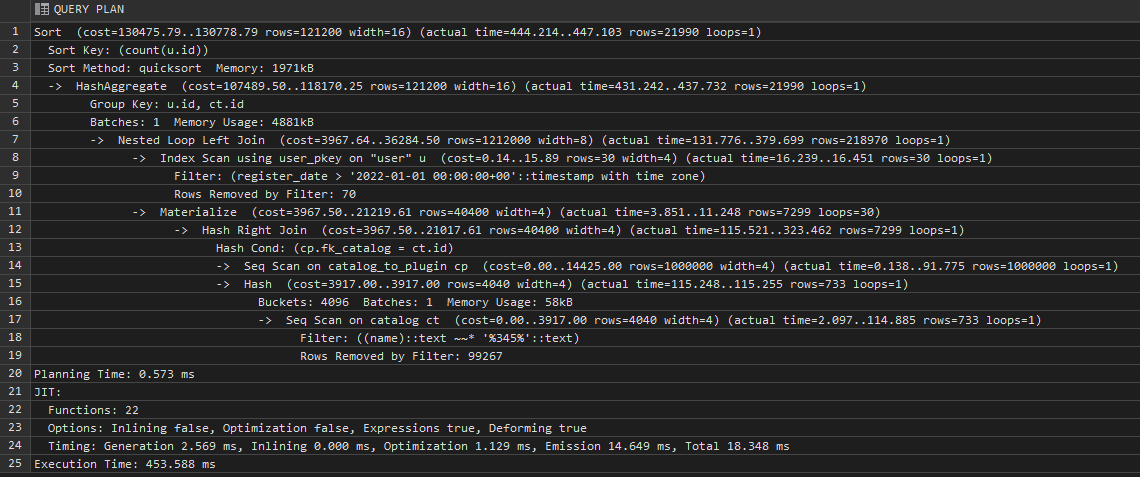 QUERY PLAN
1 Sort (cost=130475.79..130778.79 rows=121200 width=16) (actual time=444.214..447.103 rows=21990 loops=1)
2 Sort Key: (count(u.id))
3 Sort Method: quicksort Memory: 1971kB
4 -> HashAggregate (cost=107489.50..118170.25 rows=121200 width=16) (actual time=431.242..437.732 rows=21990 loops=1)
5 Group Key: u.id, ct.id
6 Batches: 1 Memory Usage: 4881kB
7 -> Nested Loop Left Join (cost=3967.64..36284.50 rows=1212000 width=8) (actual time=131.776..379.699 rows=218970 loops=1)
8 -> Index Scan using user_pkey on "user" u (cost=0.14..15.89 rows=30 width=4) (actual time=16.239..16.451 rows=30 loops=1)
9 Filter: (register_date > '2022-01-01 00:00:00+00'::timestamp with time zone)
10 Rows Removed by Filter: 70
11 -> Materialize (cost=3967.50..21219.61 rows=40400 width=4) (actual time=3.851..11.248 rows=7299 loops=30)
12 -> Hash Right Join (cost=3967.50..21017.61 rows=40400 width=4) (actual time=115.521..323.462 rows=7299 loops=1)
13 Hash Cond: (cp.fk_catalog = ct.id)
14 -> Seq Scan on catalog_to_plugin cp (cost=0.00..14425.00 rows=1000000 width=4) (actual time=0.138..91.775 rows=1000000 loops=1)
15 -> Hash (cost=3917.00..3917.00 rows=4040 width=4) (actual time=115.248..115.255 rows=733 loops=1)
16 Buckets: 4096 Batches: 1 Memory Usage: 58kB
17 -> Seq Scan on catalog ct (cost=0.00..3917.00 rows=4040 width=4) (actual time=2.097..114.885 rows=733 loops=1)
18 Filter: ((name)::text ~~* '%345%'::text)
19 Rows Removed by Filter: 99267
20 Planning Time: 0.573 ms
21 JIT:
22 Functions: 22
23 Options: Inlining false, Optimization false, Expressions true, Deforming true
24 Timing: Generation 2.569 ms, Inlining 0.000 ms, Optimization 1.129 ms, Emission 14.649 ms, Total 18.348 ms
25 Execution Time: 453.588 ms